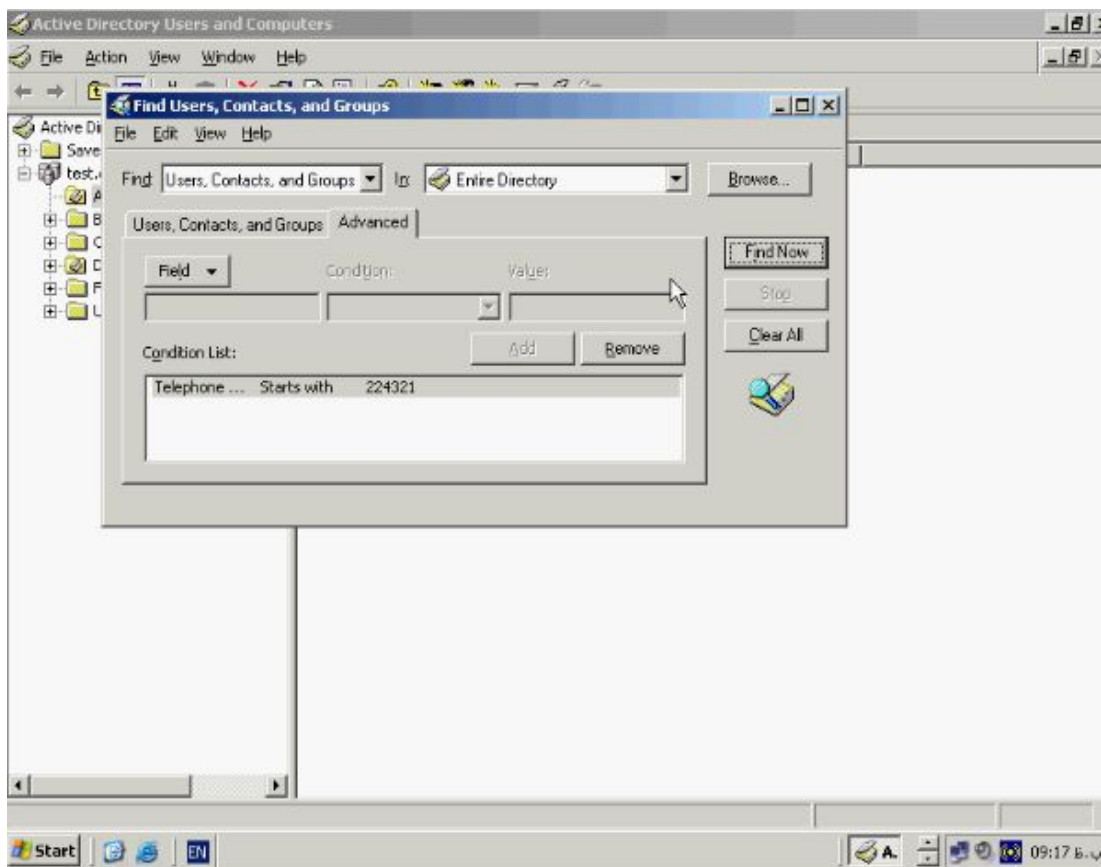 Active Directory Users and Computers
File Action View Window Help
Find Users, Contacts, and Groups
File Edit View Help
Active Di
Save
test.
A
B
C
D
F
U
Find: Users, Contacts, and Groups In: Entire Directory Browse...
Users, Contacts, and Groups Advanced
Find Now
Field Condition: Value:
Stop
Clear All
Condition List: Add Remove
Telephone ... Starts with 224321
Start EN A. 09:17